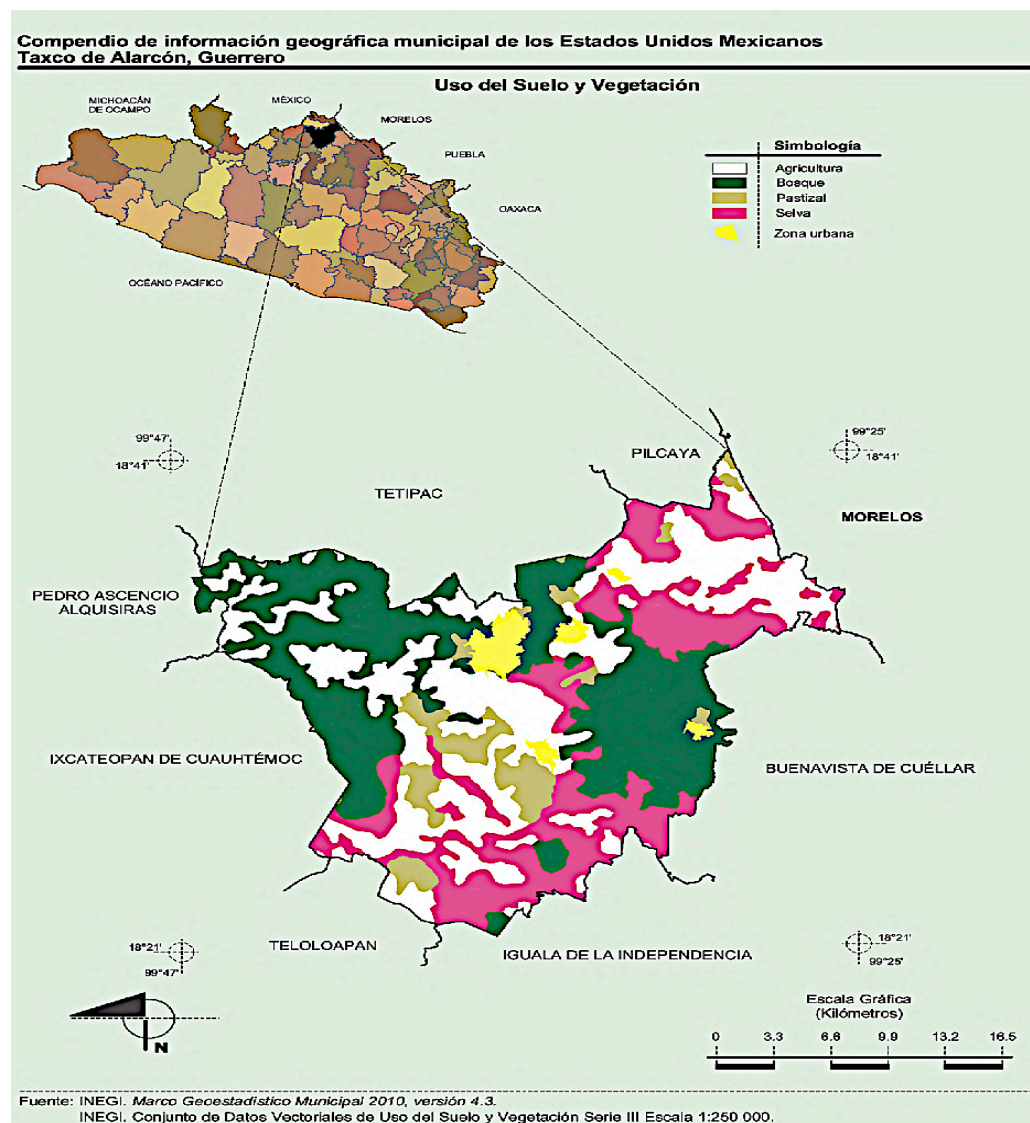 Compendio de información geográfica municipal de los Estados Unidos Mexicanos
Taxco de Alarcón, Guerrero
Uso del Suelo y Vegetación
MICHOACÁN
DE OCAMPO
MÉXICO
MORELOS
PUEBLA
OAXACA
OCÉANO PACÍFICO
Simbología
Agricultura
Bosque
Pastizal
Selva
Zona urbana
99°47'
18°41'
99°25'
18°41'
PILCAYA
TETIPAC
MORELOS
PEDRO ASCENCIO
ALQUISIRAS
IXCATEOPAN DE CUAUHTÉMOC
BUENAVISTA DE CUÉLLAR
TELOLOAPAN
IGUALA DE LA INDEPENDENCIA
18°21'
99°47'
18°21'
99°25'
N
Escala Gráfica
(Kilómetros)
0 3.3 6.6 9.9 13.2 16.5
Fuente: INEGI. Marco Geoestadístico Municipal 2010, versión 4.3.
INEGI. Conjunto de Datos Vectoriales de Uso del Suelo y Vegetación Serie III Escala 1:250 000.